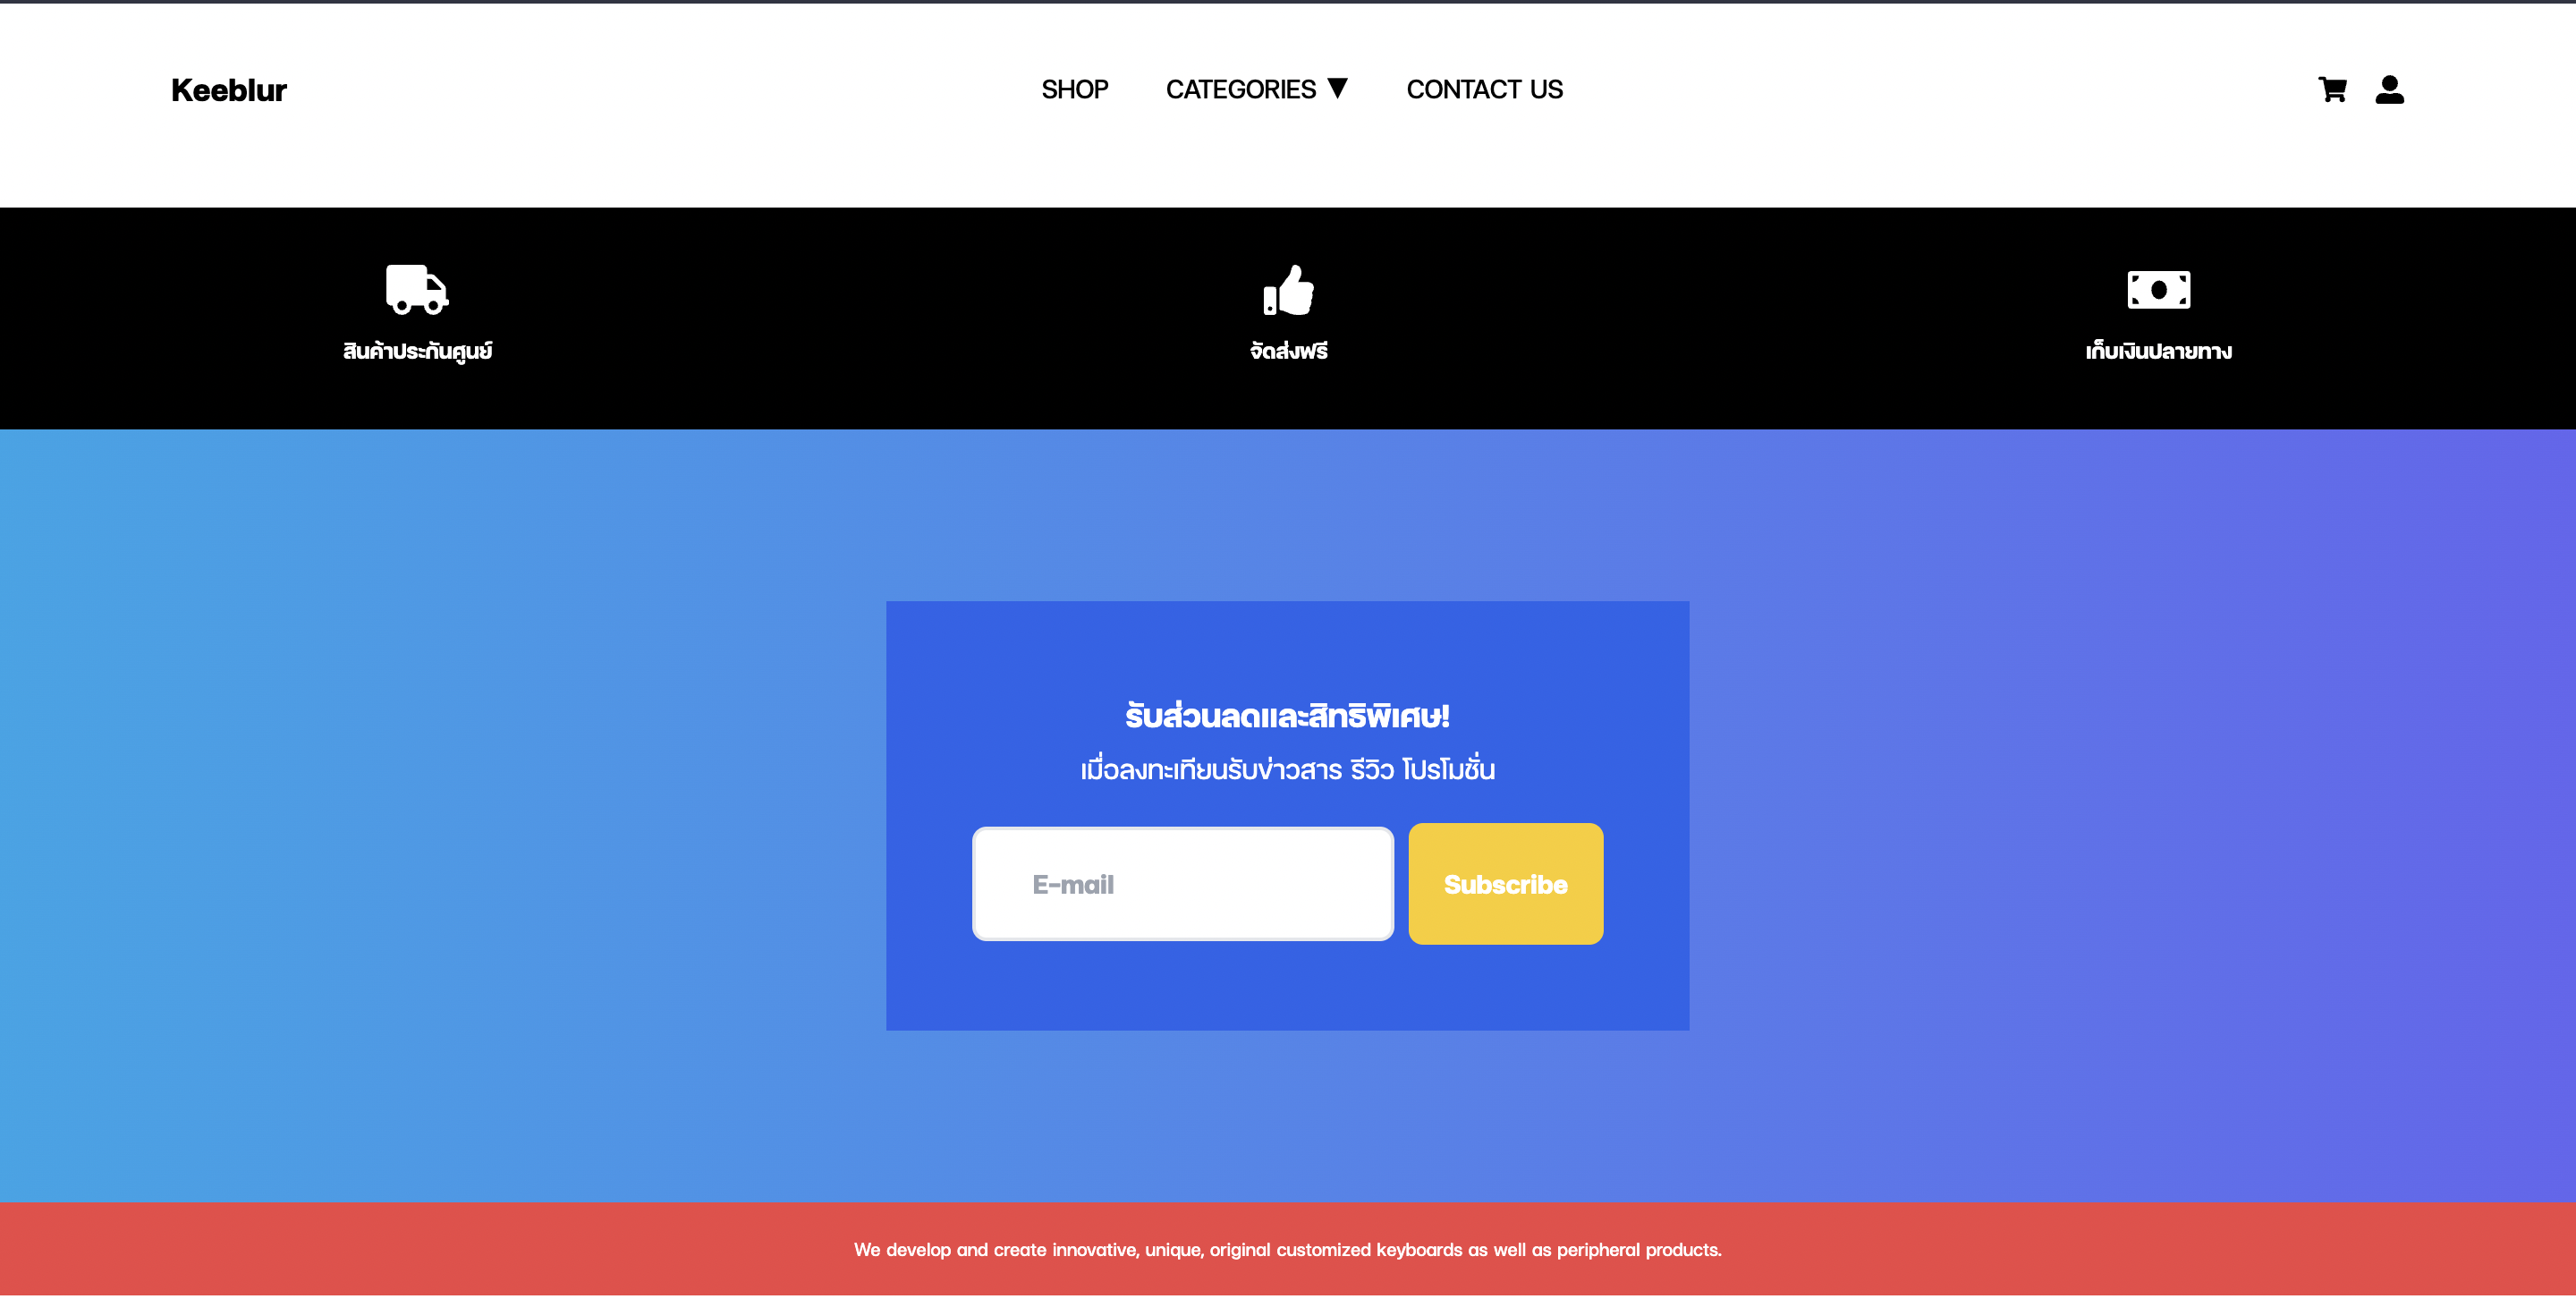 Keeblur
SHOP
CATEGORIES ▼
CONTACT US
สินค้าประกันศูนย์
จัดส่งฟรี
เก็บเงินปลายทาง
รับส่วนลดและสิทธิพิเศษ!
เมื่อลงทะเทียนรับข่าวสาร รีวิว โปรโมชั่น
E-mail
Subscribe
We develop and create innovative, unique, original customized keyboards as well as peripheral products.